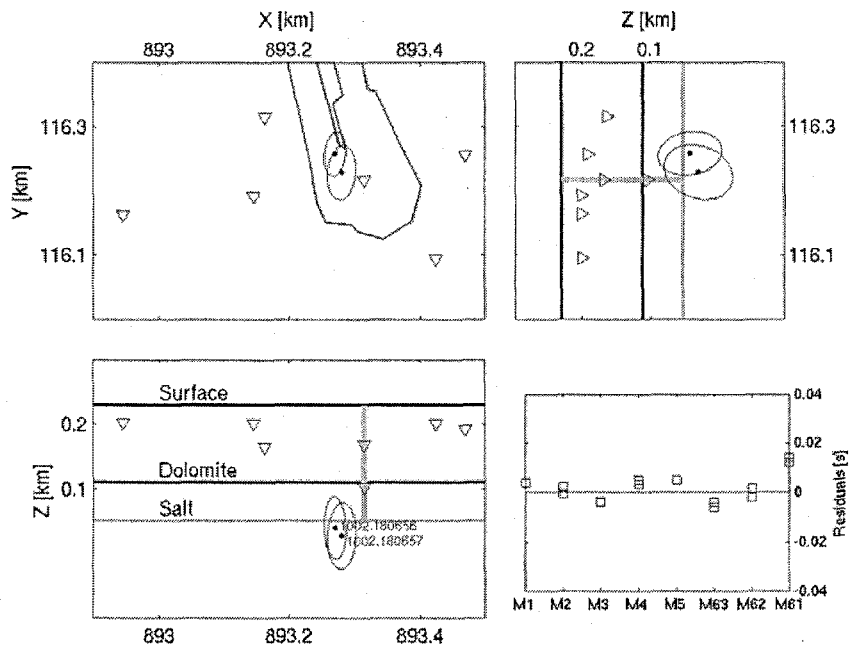 X [km]
Z [km]
893
893.2
893.4
0.2
0.1
Y [km]
116.3
116.1
116.3
116.1
Surface
Dolomite
Salt
Z [km]
0.2
0.1
1002.180656
1002.180657
893
893.2
893.4
0.04
0.02
0
-0.02
-0.04
Residuals [s]
M1 M2 M3 M4 M5 M63 M62 M61